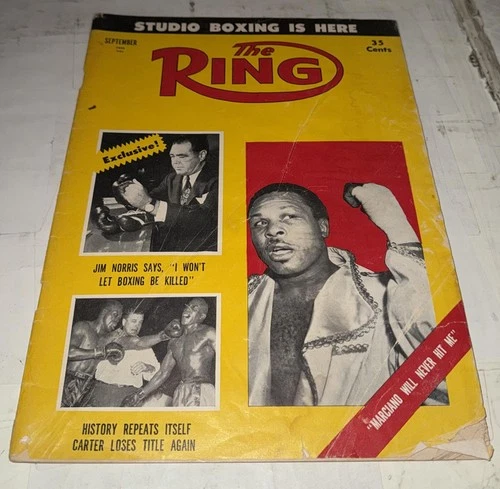 STUDIO BOXING IS HERE
SEPTEMBER
35
Cents
The
RING
Exclusive!
JIM NORRIS SAYS, "I WON'T
LET BOXING BE KILLED"
HISTORY REPEATS ITSELF
CARTER LOSES TITLE AGAIN
"MARCIANO WILL NEVER HIT ME"